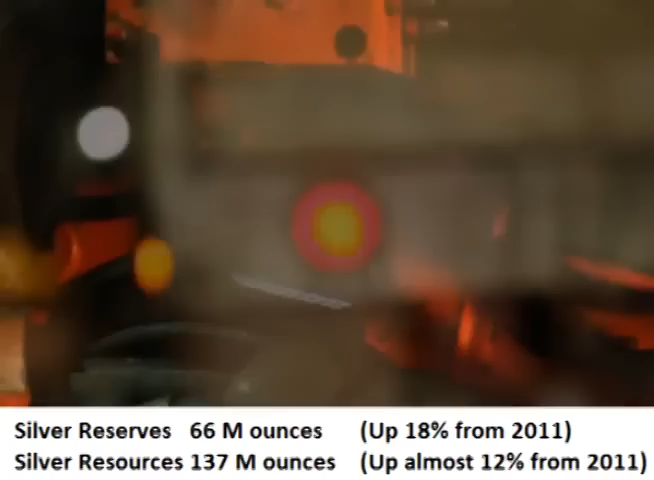 Silver Reserves 66 M ounces (Up 18% from 2011)
Silver Resources 137 M ounces (Up almost 12% from 2011)